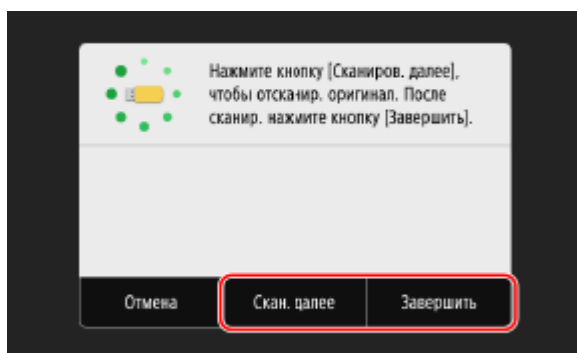 Нажмите кнопку [Сканиров. далее],
чтобы отсканир. оригинал. После
сканир. нажмите кнопку [Завершить].
Отмена
Скан. далее
Завершить